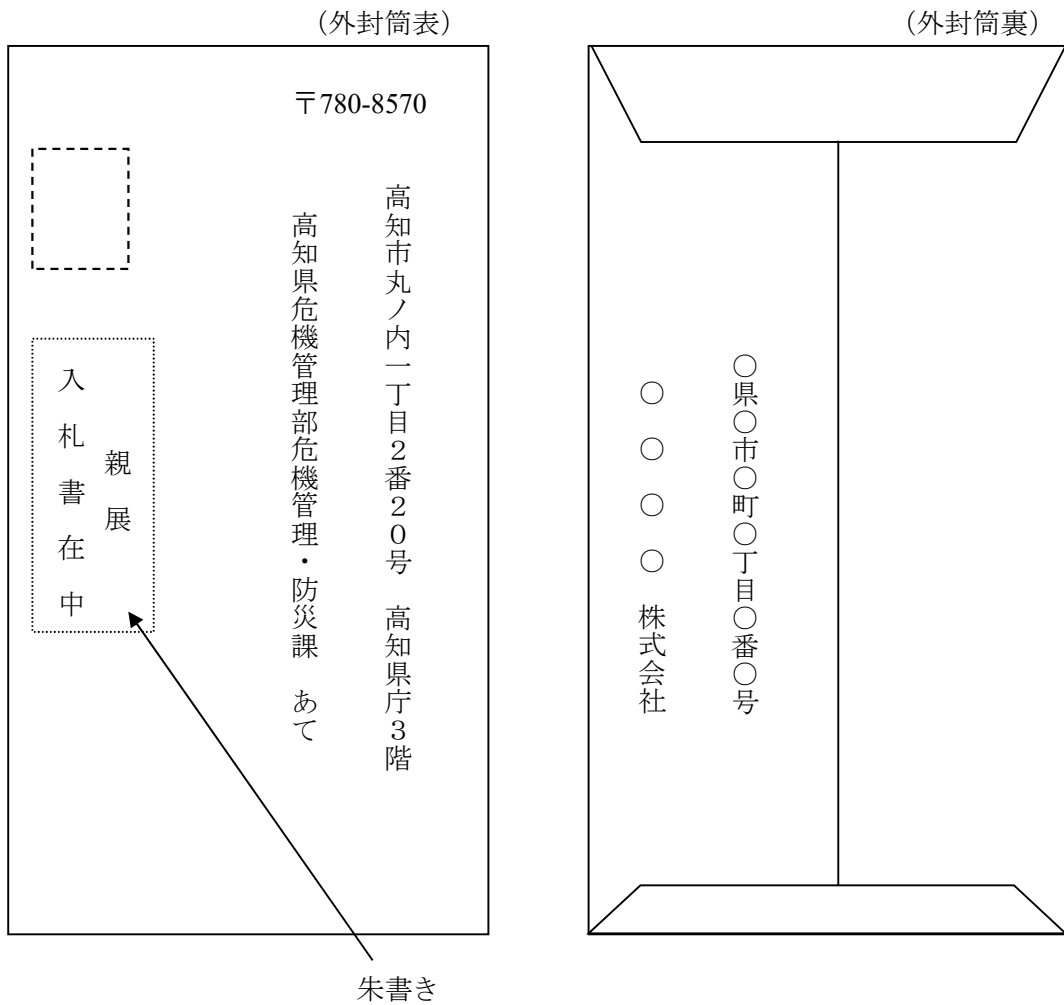 （外封筒表）
〒780-8570
高知市丸ノ内一丁目２番２０号　高知県庁３階
高知県危機管理部危機管理・防災課　あて
親展
入札書在中
朱書き
（外封筒裏）
○県○市○町○丁目○番○号
○○○○株式会社